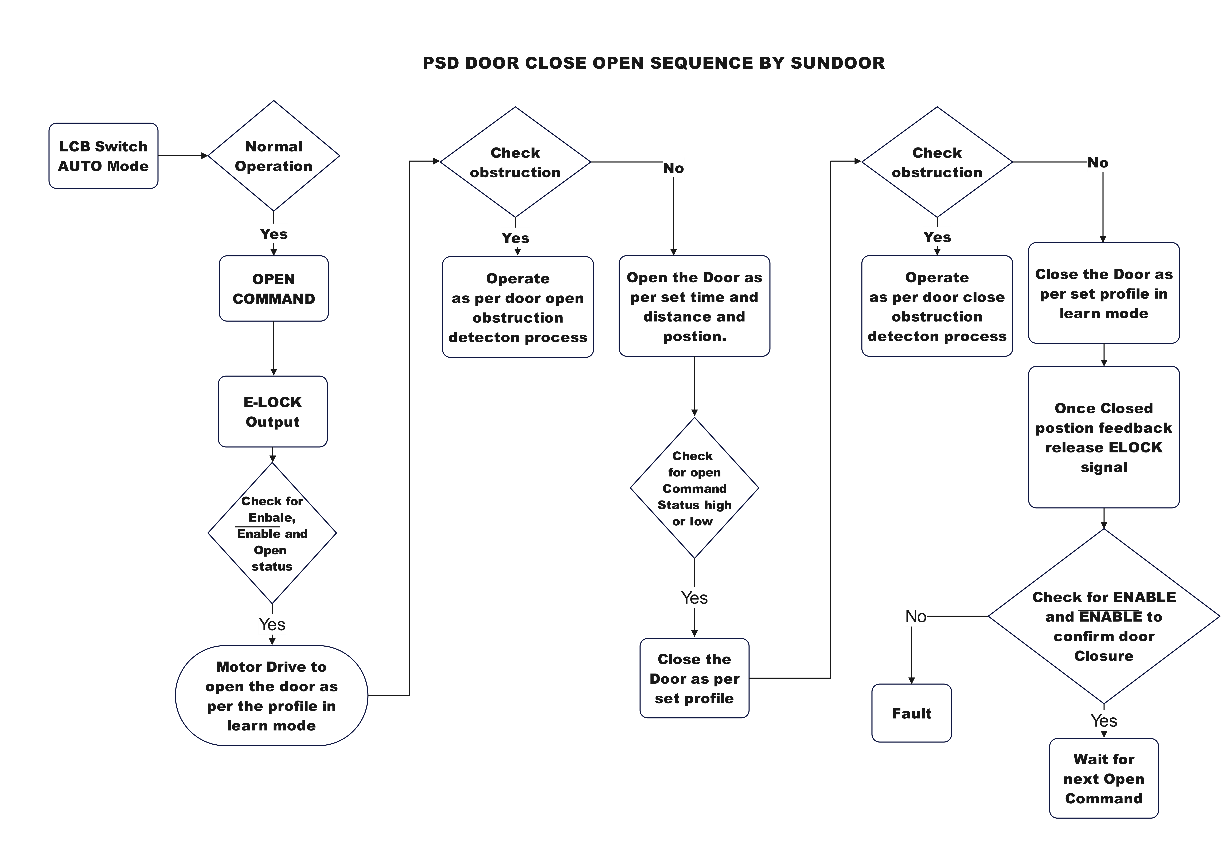 PSD DOOR CLOSE OPEN SEQUENCE BY SUNDOOR
LCB Switch
AUTO Mode
Normal
Operation
Yes
OPEN
COMMAND
E-LOCK
Output
Check for
Enbale,
Enable and
Open
status
Yes
Motor Drive to
open the door as
per the profile in
learn mode
Check
obstruction
Yes
Operate
as per door open
obstruction
detecton process
No
Open the Door as
per set time and
distance and
postion.
Check
for open
Command
Status high
or low
Yes
Close the
Door as per
set profile
Check
obstruction
Yes
Operate
as per door close
obstruction
detecton process
No
Close the Door as
per set profile in
learn mode
Once Closed
postion feedback
release ELOCK
signal
Check for ENABLE
and ENABLE to
confirm door
Closure
No
Fault
Yes
Wait for
next Open
Command